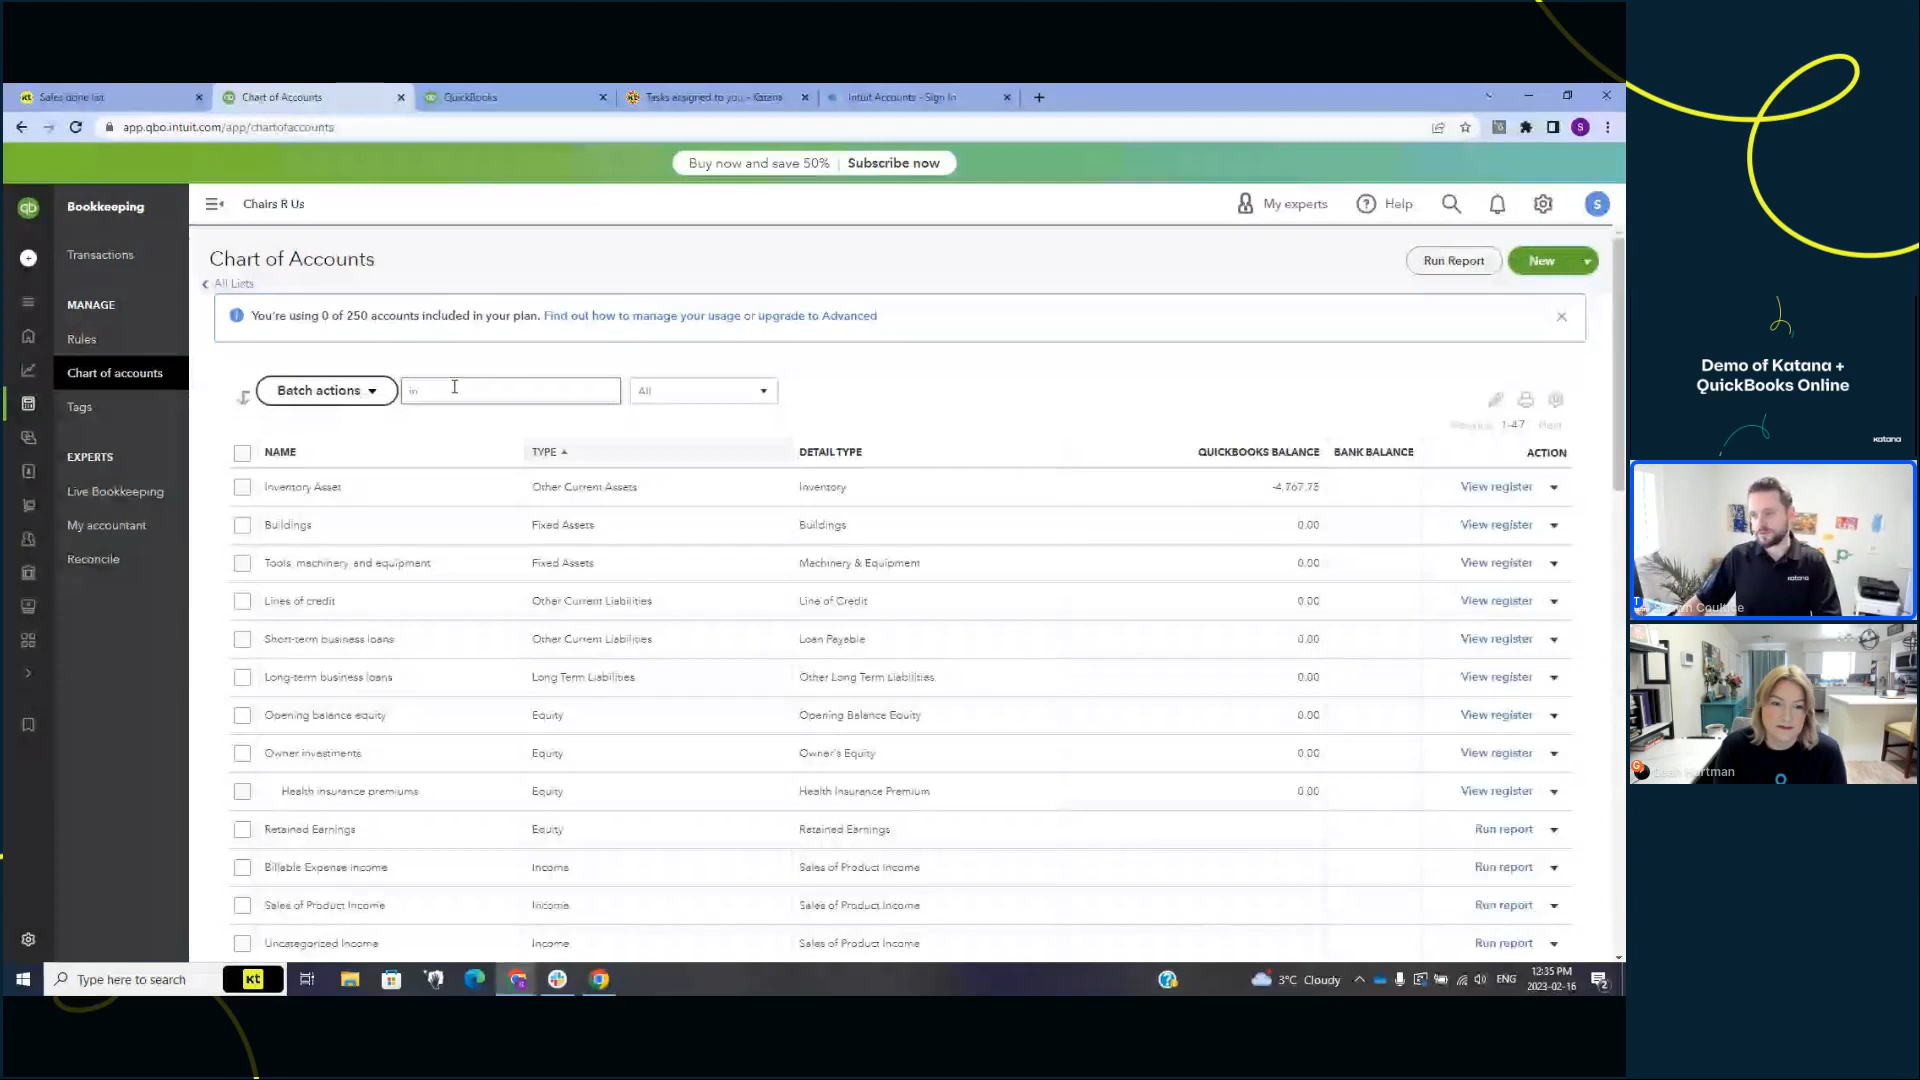 Sales done list
Chart of Accounts
QuickBooks
Tasks assigned to you - Katana
Intuit Accounts - Sign In
app.qbo.intuit.com/app/chartofaccounts
S
Buy now and save 50% | Subscribe now
qb
Bookkeeping
Chairs R Us
My experts
Help
S
Transactions
MANAGE
Rules
Chart of accounts
Tags
EXPERTS
Live Bookkeeping
My accountant
Reconcile
Chart of Accounts
All Lists
Run Report
New
You're using 0 of 250 accounts included in your plan. Find out how to manage your usage or upgrade to Advanced
Batch actions
in
All
Previous 1-47 Next
NAME TYPE DETAIL TYPE QUICKBOOKS BALANCE BANK BALANCE ACTION
Inventory Asset Other Current Assets Inventory -4,767.75 View register
Buildings Fixed Assets Buildings 0.00 View register
Tools, machinery, and equipment Fixed Assets Machinery & Equipment 0.00 View register
Lines of credit Other Current Liabilities Line of Credit 0.00 View register
Short-term business loans Other Current Liabilities Loan Payable 0.00 View register
Long-term business loans Long Term Liabilities Other Long Term Liabilities 0.00 View register
Opening balance equity Equity Opening Balance Equity 0.00 View register
Owner investments Equity Owner's Equity 0.00 View register
Health insurance premiums Equity Health Insurance Premium 0.00 View register
Retained Earnings Equity Retained Earnings Run report
Billable Expense Income Income Sales of Product Income Run report
Sales of Product Income Income Sales of Product Income Run report
Uncategorized Income Income Sales of Product Income Run report
Type here to search
kt
3°C Cloudy
ENG
12:35 PM
2023-02-16
2
Demo of Katana +
QuickBooks Online
katana
katana
Hartman